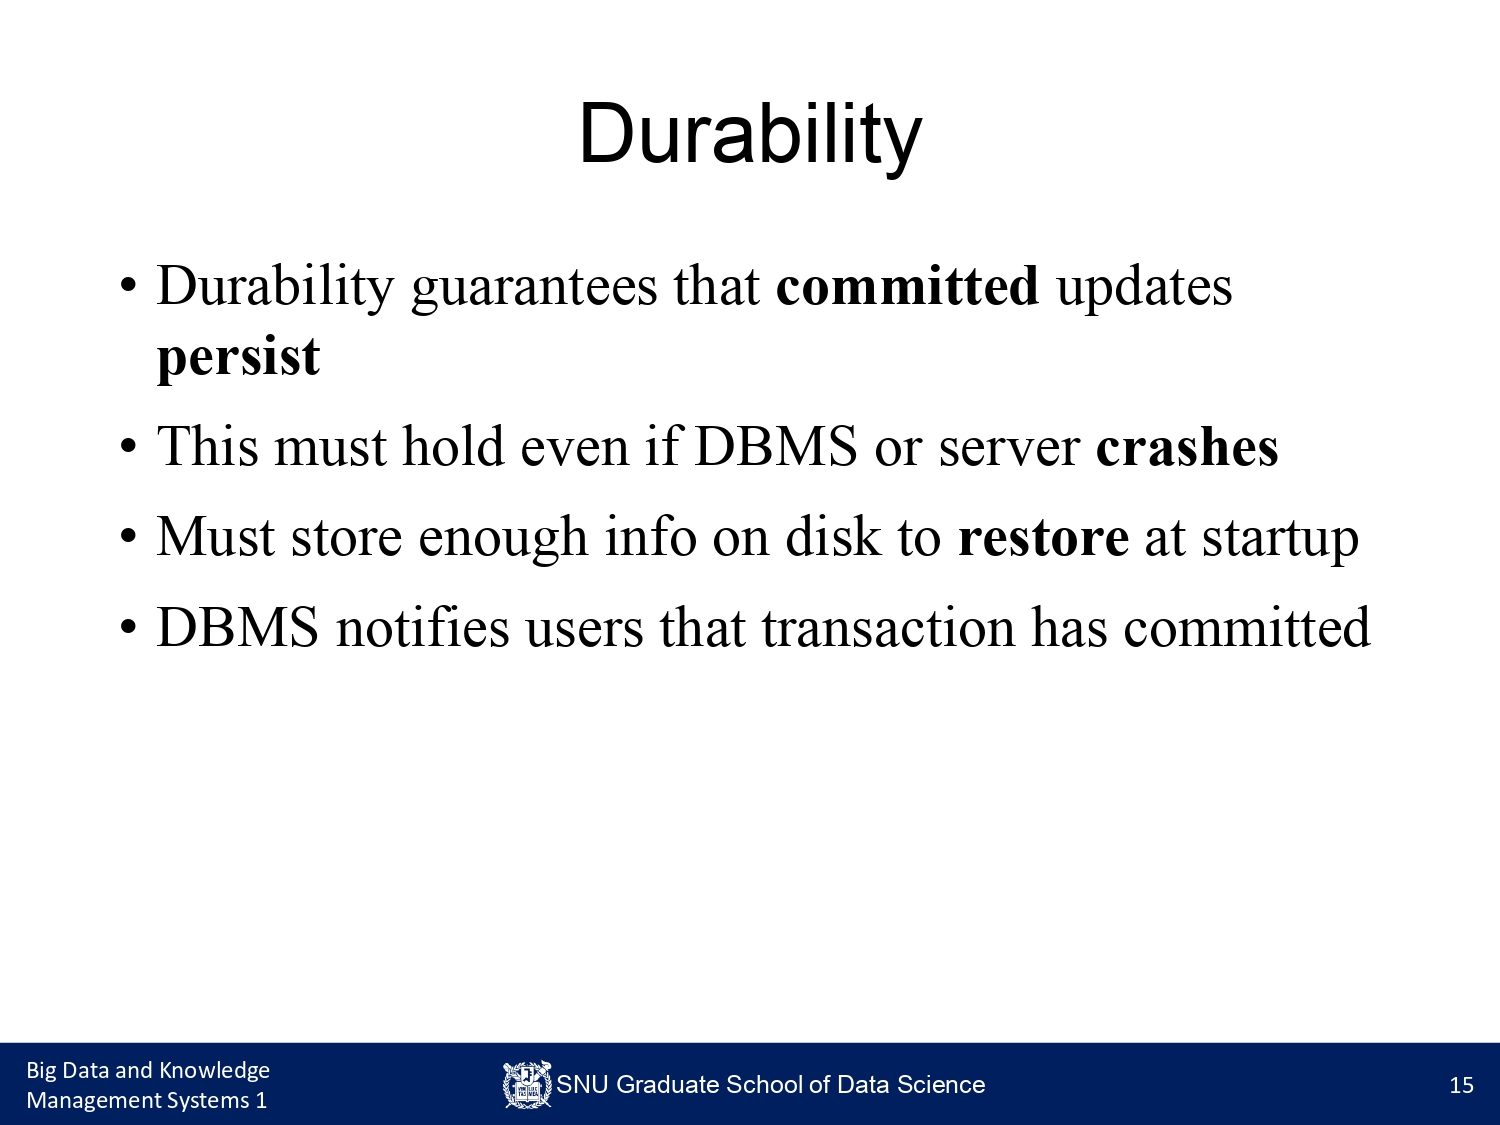 Durability
• Durability guarantees that committed updates
persist
• This must hold even if DBMS or server crashes
• Must store enough info on disk to restore at startup
• DBMS notifies users that transaction has committed
Big Data and Knowledge
Management Systems 1
SNU Graduate School of Data Science
15